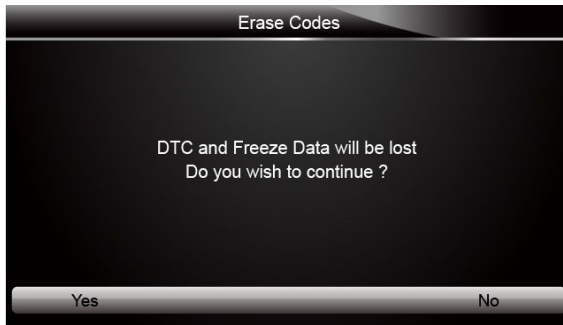 Erase Codes
DTC and Freeze Data will be lost
Do you wish to continue ?
Yes No